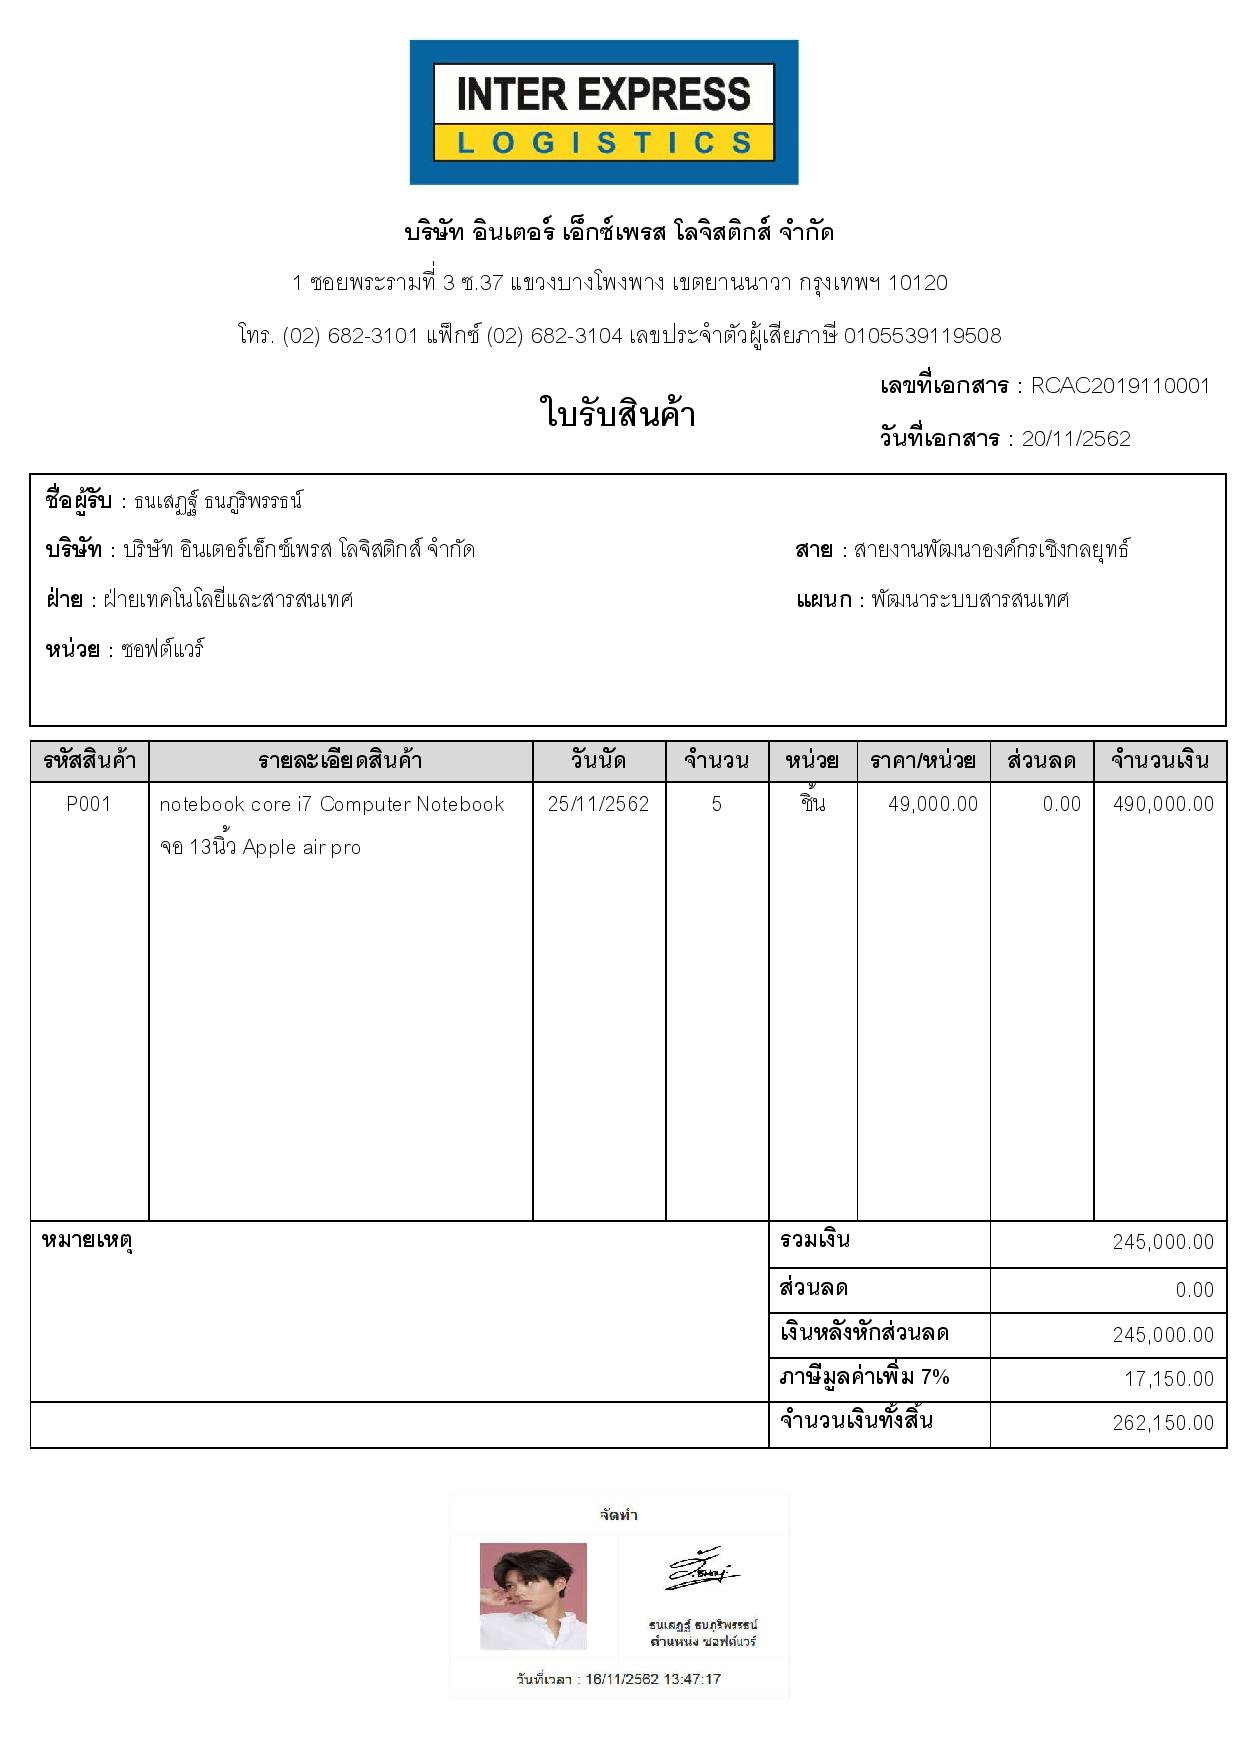 INTER EXPRESS
LOGISTICS
บริษัท อินเตอร์ เอ็กซ์เพรส โลจิสติกส์ จำกัด
1 ซอยพระรามที่ 3 ซ.37 แขวงบางโพงพาง เขตยานนาวา กรุงเทพฯ 10120
โทร. (02) 682-3101 แฟ็กซ์ (02) 682-3104 เลขประจำตัวผู้เสียภาษี 0105539119508
เลขที่เอกสาร : RCAC2019110001
ใบรับสินค้า
วันที่เอกสาร : 20/11/2562
ชื่อผู้รับ : ธนเสฏฐ์ ธนภูริพรรธน์
บริษัท : บริษัท อินเตอร์เอ็กซ์เพรส โลจิสติกส์ จำกัด สาย : สายงานพัฒนาองค์กรเชิงกลยุทธ์
ฝ่าย : ฝ่ายเทคโนโลยีและสารสนเทศ แผนก : พัฒนาระบบสารสนเทศ
หน่วย : ซอฟต์แวร์
รหัสสินค้า รายละเอียดสินค้า วันนัด จำนวน หน่วย ราคา/หน่วย ส่วนลด จำนวนเงิน
P001 notebook core i7 Computer Notebook 25/11/2562 5 ชิ้น 49,000.00 0.00 490,000.00
จอ 13นิ้ว Apple air pro
หมายเหตุ รวมเงิน 245,000.00
ส่วนลด 0.00
เงินหลังหักส่วนลด 245,000.00
ภาษีมูลค่าเพิ่ม 7% 17,150.00
จำนวนเงินทั้งสิ้น 262,150.00
จัดทำ
ธนเสฏฐ์ ธนภูริพรรธน์
ตำแหน่ง ซอฟต์แวร์
วันที่เวลา : 16/11/2562 13:47:17